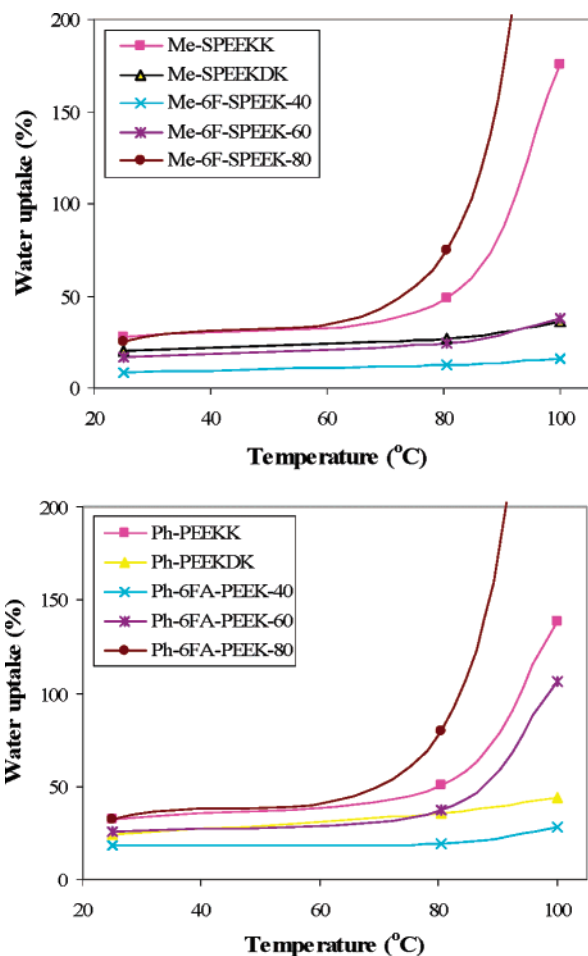 200
150
100
50
0
Water uptake (%)
Me-SPEEKK
Me-SPEEKDK
Me-6F-SPEEK-40
Me-6F-SPEEK-60
Me-6F-SPEEK-80
20 40 60 80 100
Temperature (°C)
200
150
100
50
0
Water uptake (%)
Ph-PEEKK
Ph-PEEKDK
Ph-6FA-PEEK-40
Ph-6FA-PEEK-60
Ph-6FA-PEEK-80
20 40 60 80 100
Temperature (°C)